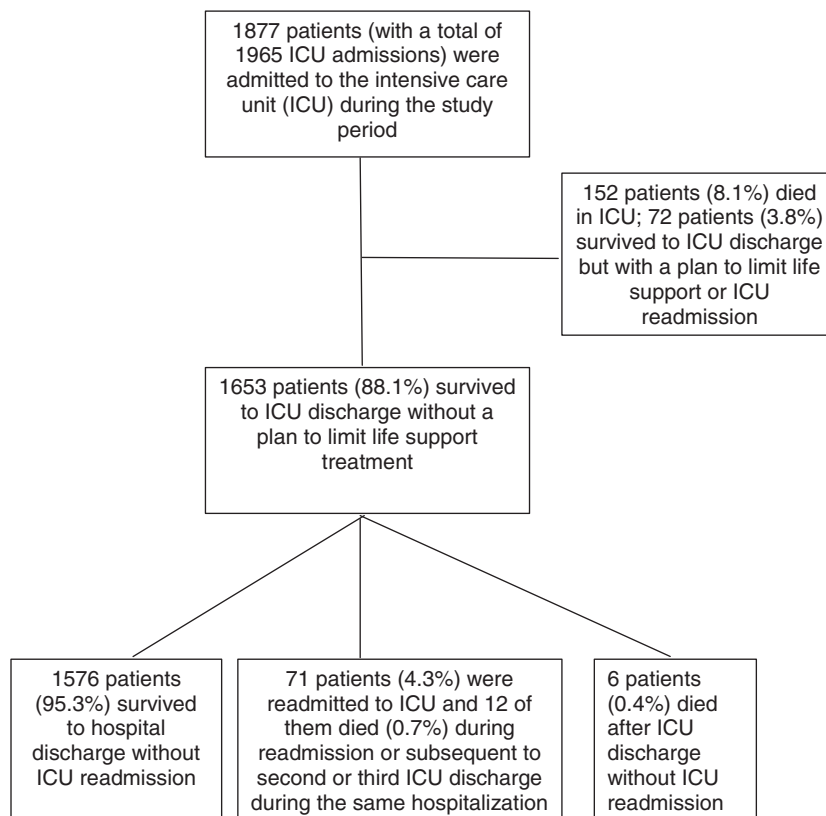 1877 patients (with a total of
1965 ICU admissions) were
admitted to the intensive care
unit (ICU) during the study
period
152 patients (8.1%) died
in ICU; 72 patients (3.8%)
survived to ICU discharge
but with a plan to limit life
support or ICU
readmission
1653 patients (88.1%) survived
to ICU discharge without a
plan to limit life support
treatment
1576 patients
(95.3%) survived
to hospital
discharge without
ICU readmission
71 patients (4.3%) were
readmitted to ICU and 12 of
them died (0.7%) during
readmission or subsequent to
second or third ICU discharge
during the same hospitalization
6 patients
(0.4%) died
after ICU
discharge
without ICU
readmission